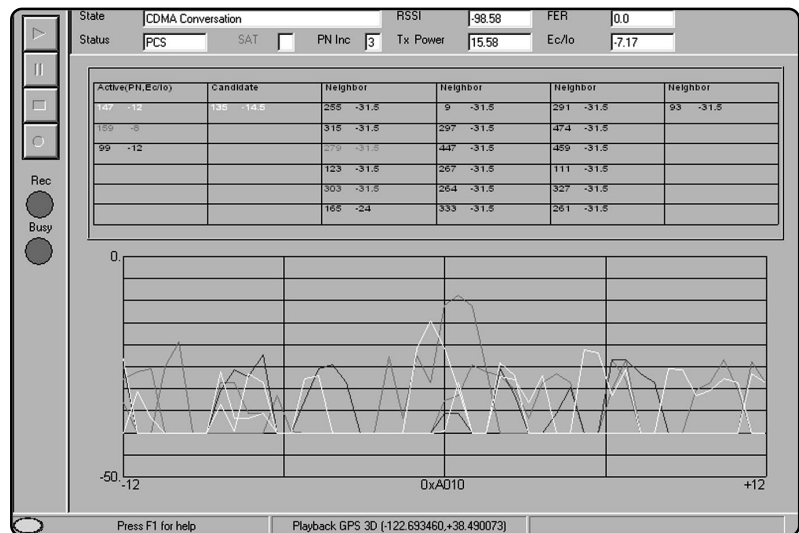 State CDMA Conversation RSSI -98.58 FER 0.0
Status PCS SAT PN Inc 3 Tx Power 15.58 Ec/Io -7.17
Active(PN,Ec/Io) Candidate Neighbor Neighbor Neighbor Neighbor
147 -12 135 -14.5 255 -31.5 9 -31.5 291 -31.5 93 -31.5
159 -8 315 -31.5 297 -31.5 474 -31.5
99 -12 279 -31.5 447 -31.5 459 -31.5
123 -31.5 267 -31.5 111 -31.5
303 -31.5 264 -31.5 327 -31.5
165 -24 333 -31.5 261 -31.5
Rec
Busy
0.
-50.
-12 0xA010 +12
Press F1 for help Playback GPS 3D (-122.693460,+38.490073)